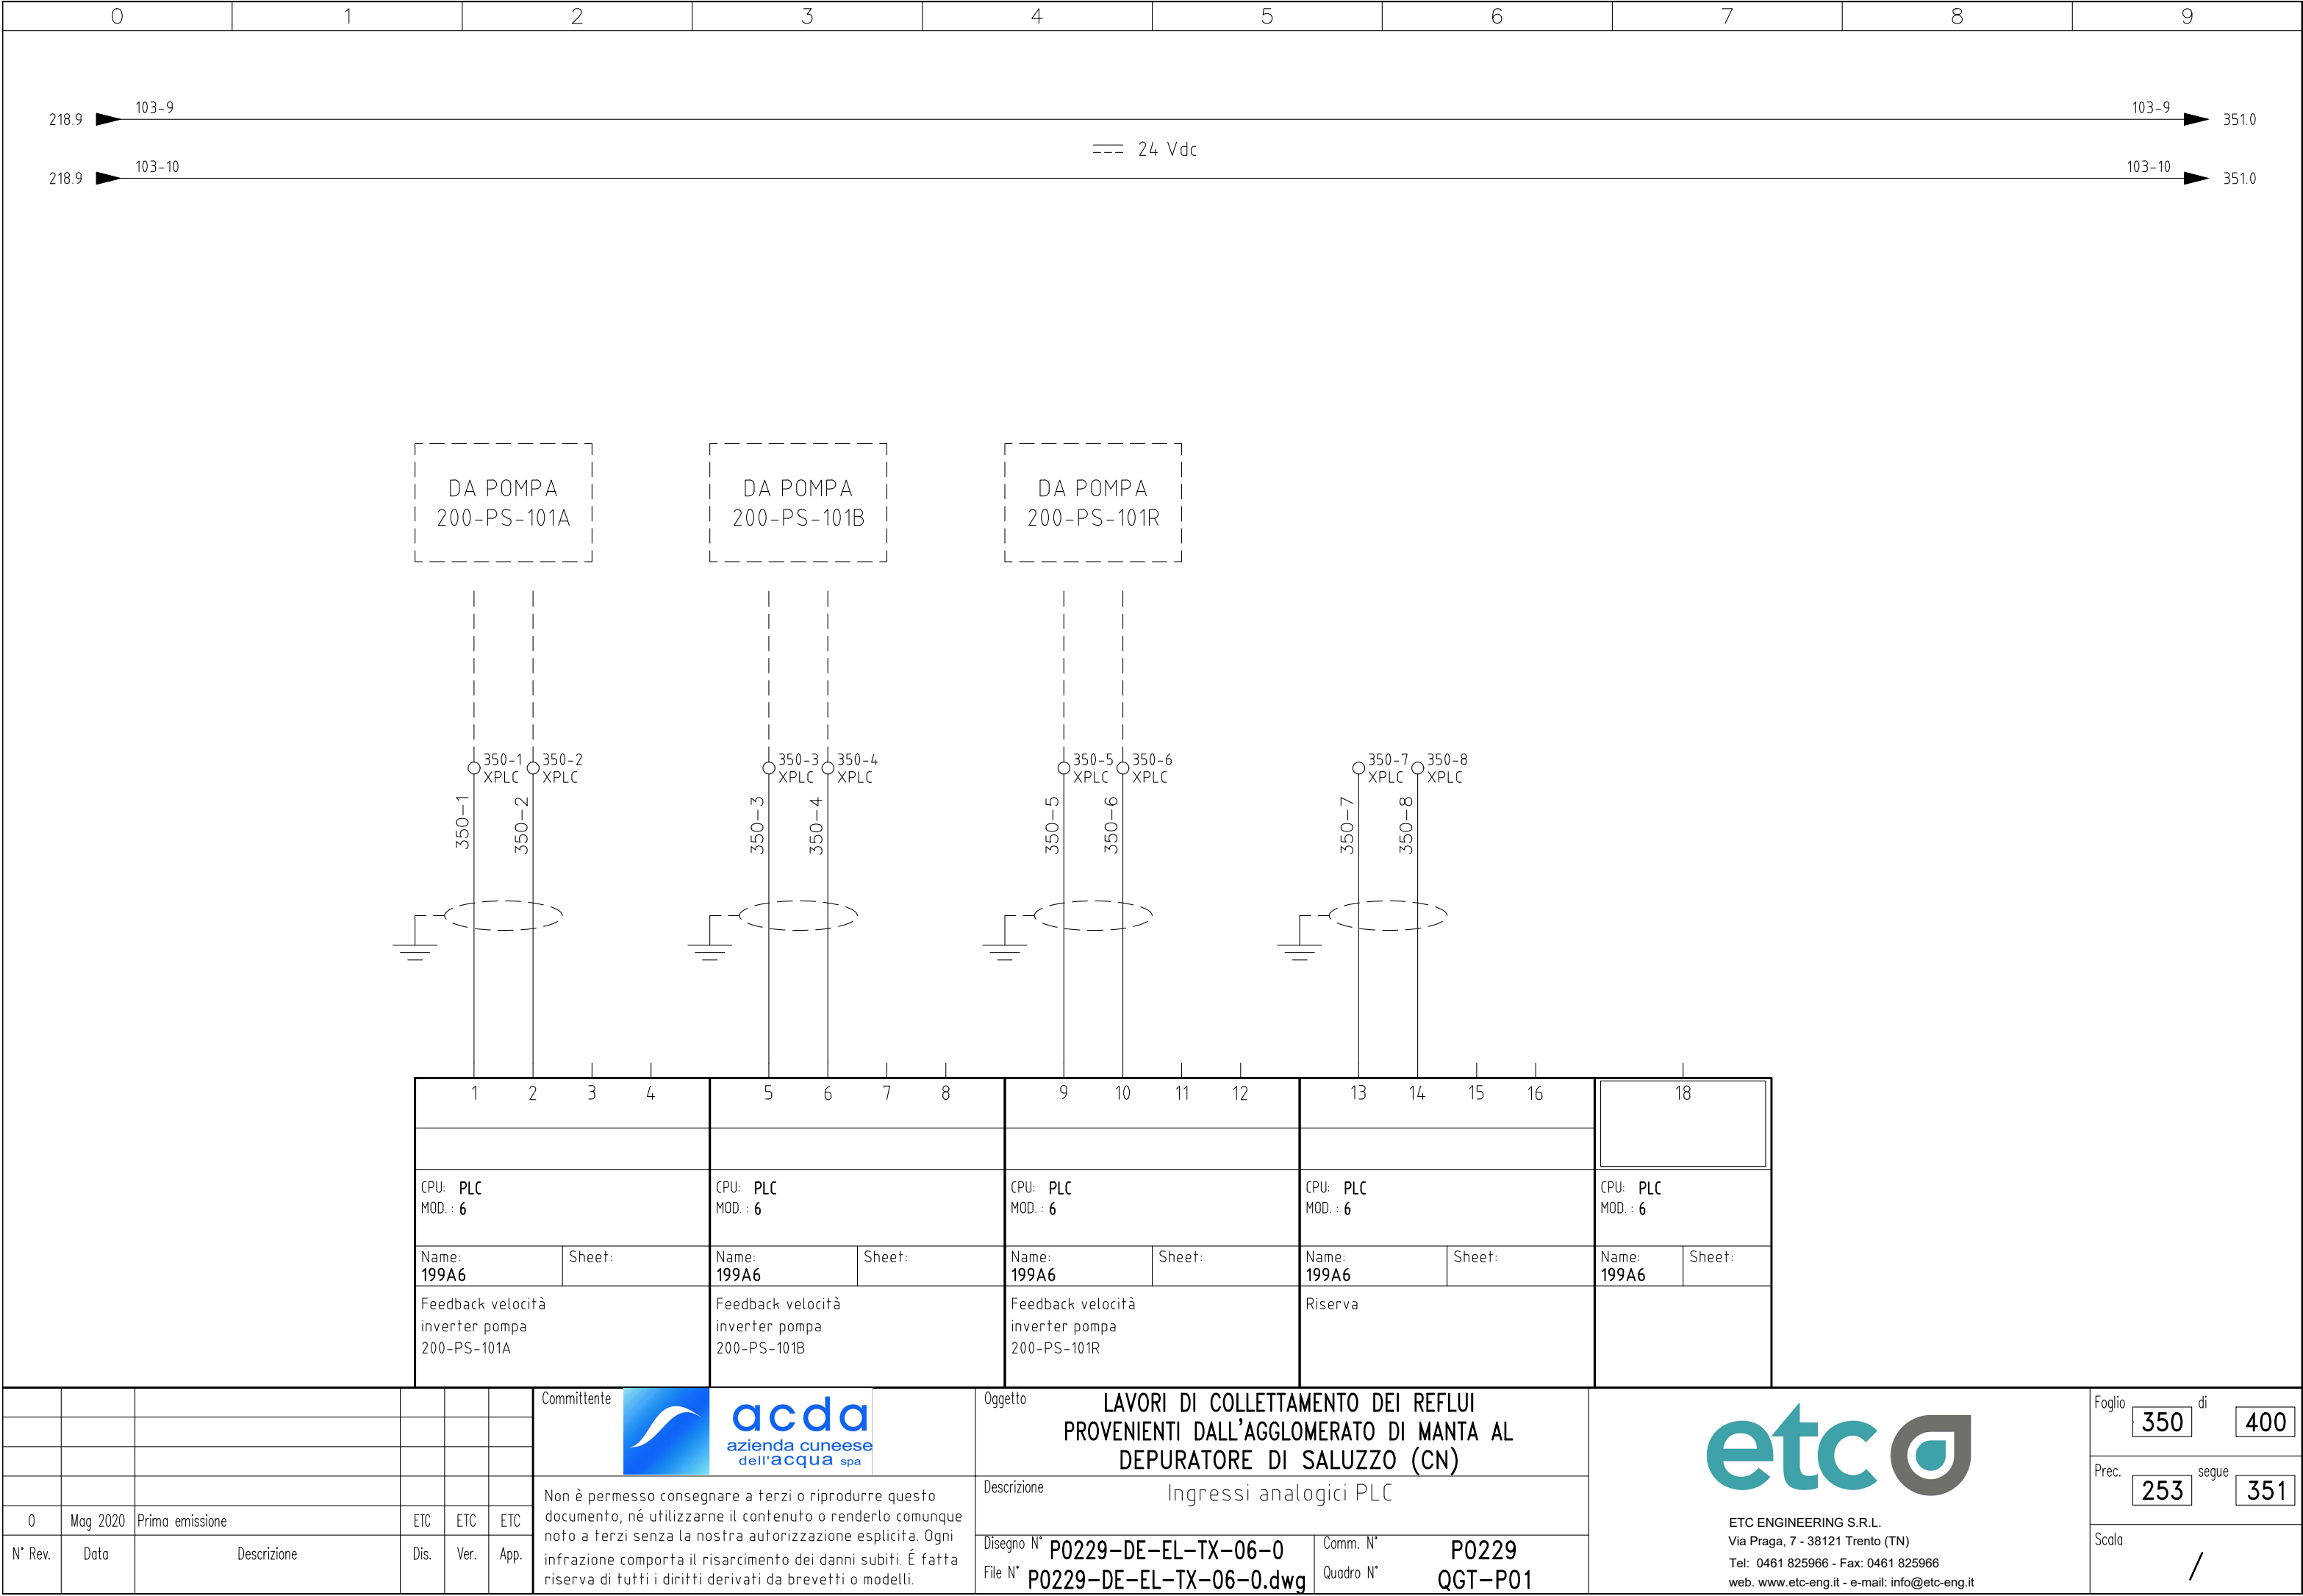 0 1 2 3 4 5 6 7 8 9
103-9 103-9
218.9 351.0
24 Vdc
103-10 103-10
218.9 351.0
DA POMPA
200-PS-101A
DA POMPA
200-PS-101B
DA POMPA
200-PS-101R
350-1 350-2 350-3 350-4 350-5 350-6 350-7 350-8
XPLC XPLC XPLC XPLC XPLC XPLC XPLC XPLC
350-1 350-2 350-3 350-4 350-5 350-6 350-7 350-8
1 2 3 4 5 6 7 8 9 10 11 12 13 14 15 16 18
CPU: PLC CPU: PLC CPU: PLC CPU: PLC CPU: PLC
MOD. : 6 MOD. : 6 MOD. : 6 MOD. : 6 MOD. : 6
Name: Sheet: Name: Sheet: Name: Sheet: Name: Sheet: Name: Sheet:
199A6 199A6 199A6 199A6 199A6
Feedback velocità
inverter pompa
200-PS-101A
Feedback velocità
inverter pompa
200-PS-101B
Feedback velocità
inverter pompa
200-PS-101R
Riserva
0 Mag 2020 Prima emissione ETC ETC ETC
N° Rev. Data Descrizione Dis. Ver. App.
Committente
acda
azienda cuneese
dell'acqua spa
Non è permesso consegnare a terzi o riprodurre questo
documento, né utilizzarne il contenuto o renderlo comunque
noto a terzi senza la nostra autorizzazione esplicita. Ogni
infrazione comporta il risarcimento dei danni subiti. É fatta
riserva di tutti i diritti derivati da brevetti o modelli.
Oggetto
LAVORI DI COLLETTAMENTO DEI REFLUI
PROVENIENTI DALL'AGGLOMERATO DI MANTA AL
DEPURATORE DI SALUZZO (CN)
Descrizione
Ingressi analogici PLC
Disegno N° P0229-DE-EL-TX-06-0
Comm. N° P0229
File N° P0229-DE-EL-TX-06-0.dwg
Quadro N° QGT-P01
etc
ETC ENGINEERING S.R.L.
Via Praga, 7 - 38121 Trento (TN)
Tel: 0461 825966 - Fax: 0461 825966
web. www.etc-eng.it - e-mail: info@etc-eng.it
Foglio 350 di 400
Prec. 253 segue 351
Scala /